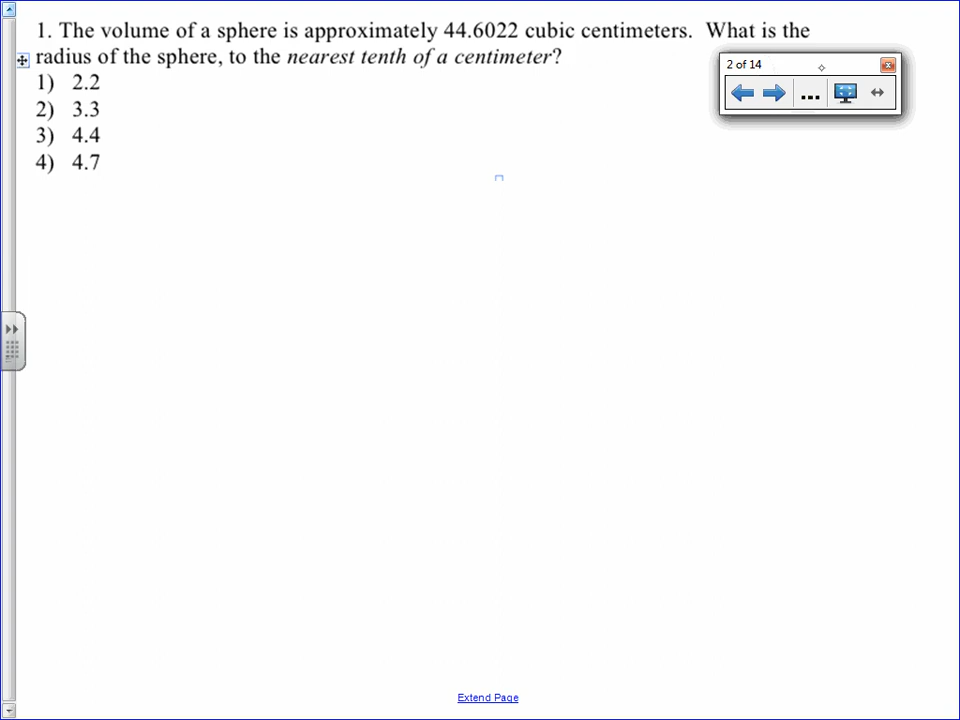 1. The volume of a sphere is approximately 44.6022 cubic centimeters. What is the
radius of the sphere, to the nearest tenth of a centimeter?
1) 2.2
2) 3.3
3) 4.4
4) 4.7
2 of 14
...
Extend Page